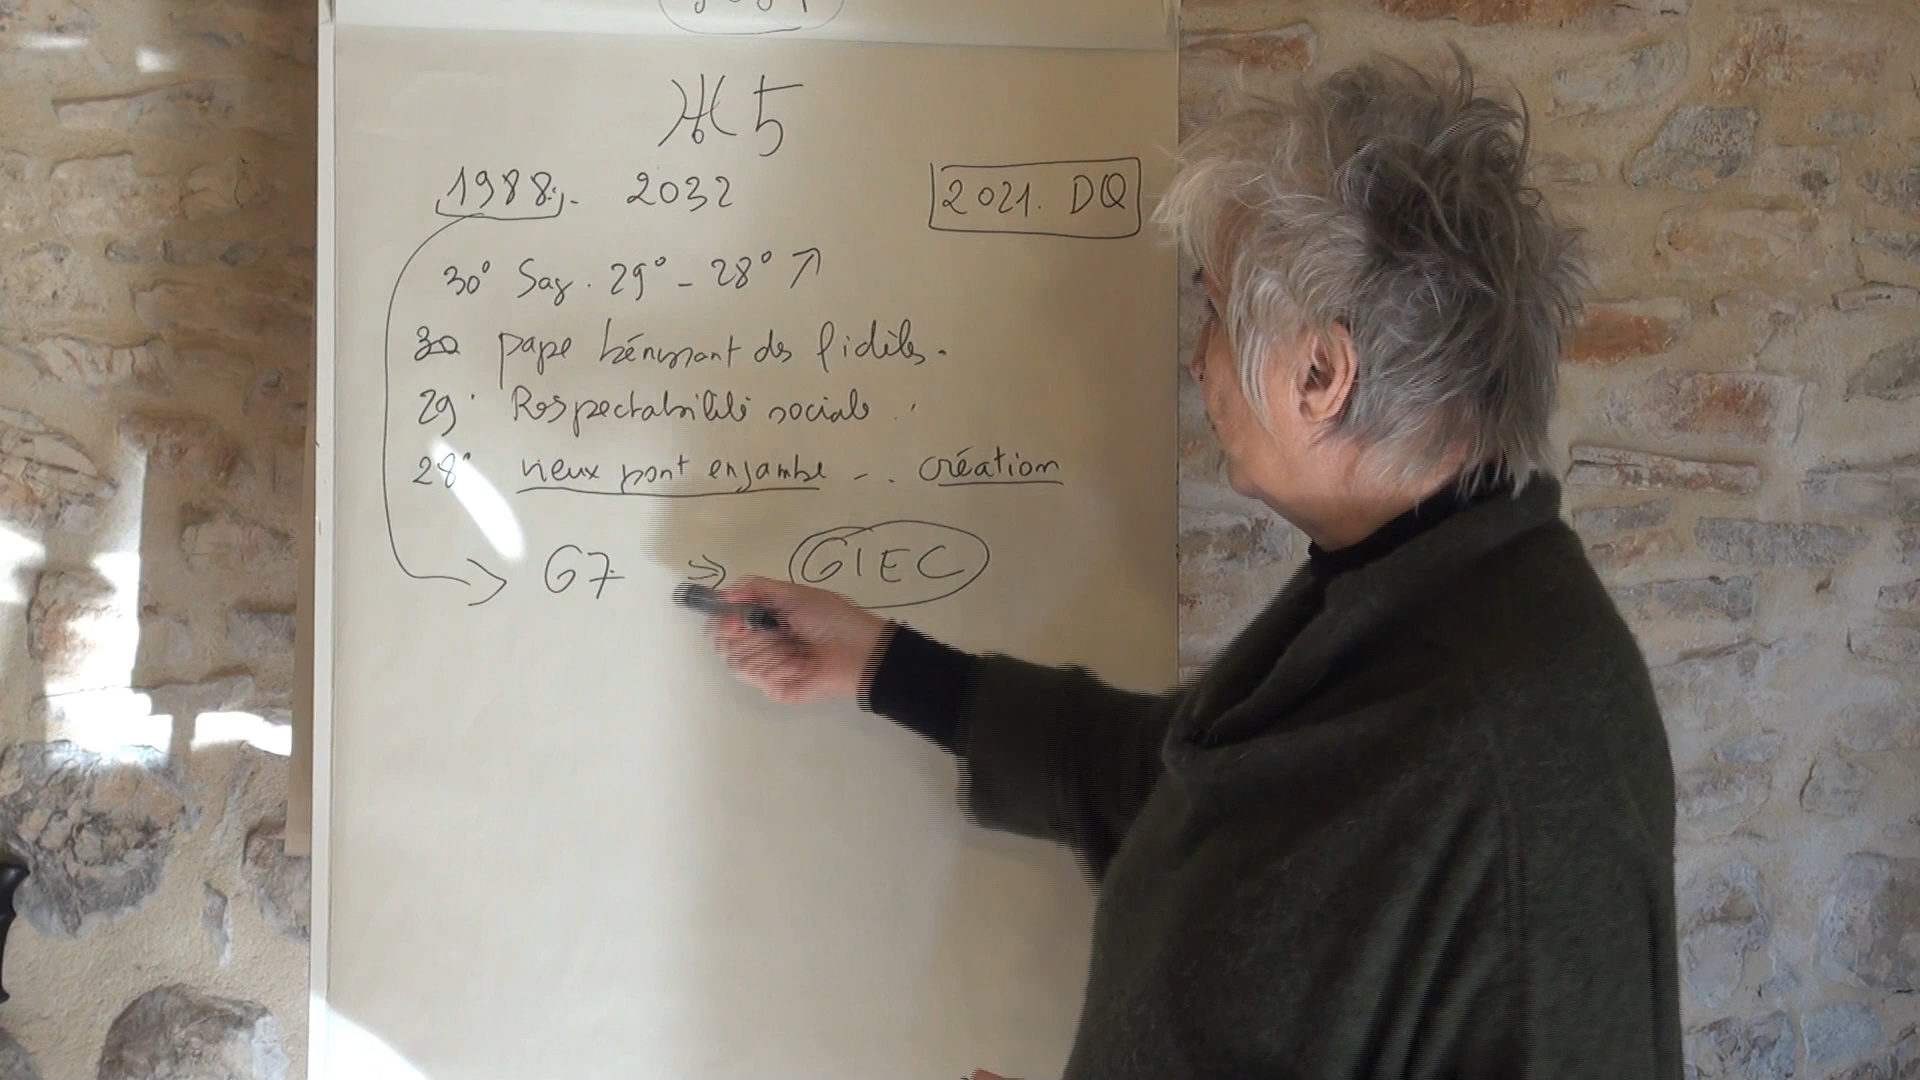 ♅ ♄
1988. - 2032
2021. DQ
30° Sag. 29° - 28° ↗
30 pape bénissant des fidèles.
29° Respectabilité sociale.
28° vieux pont enjambe - . création
→ G7 ⇒ GIEC